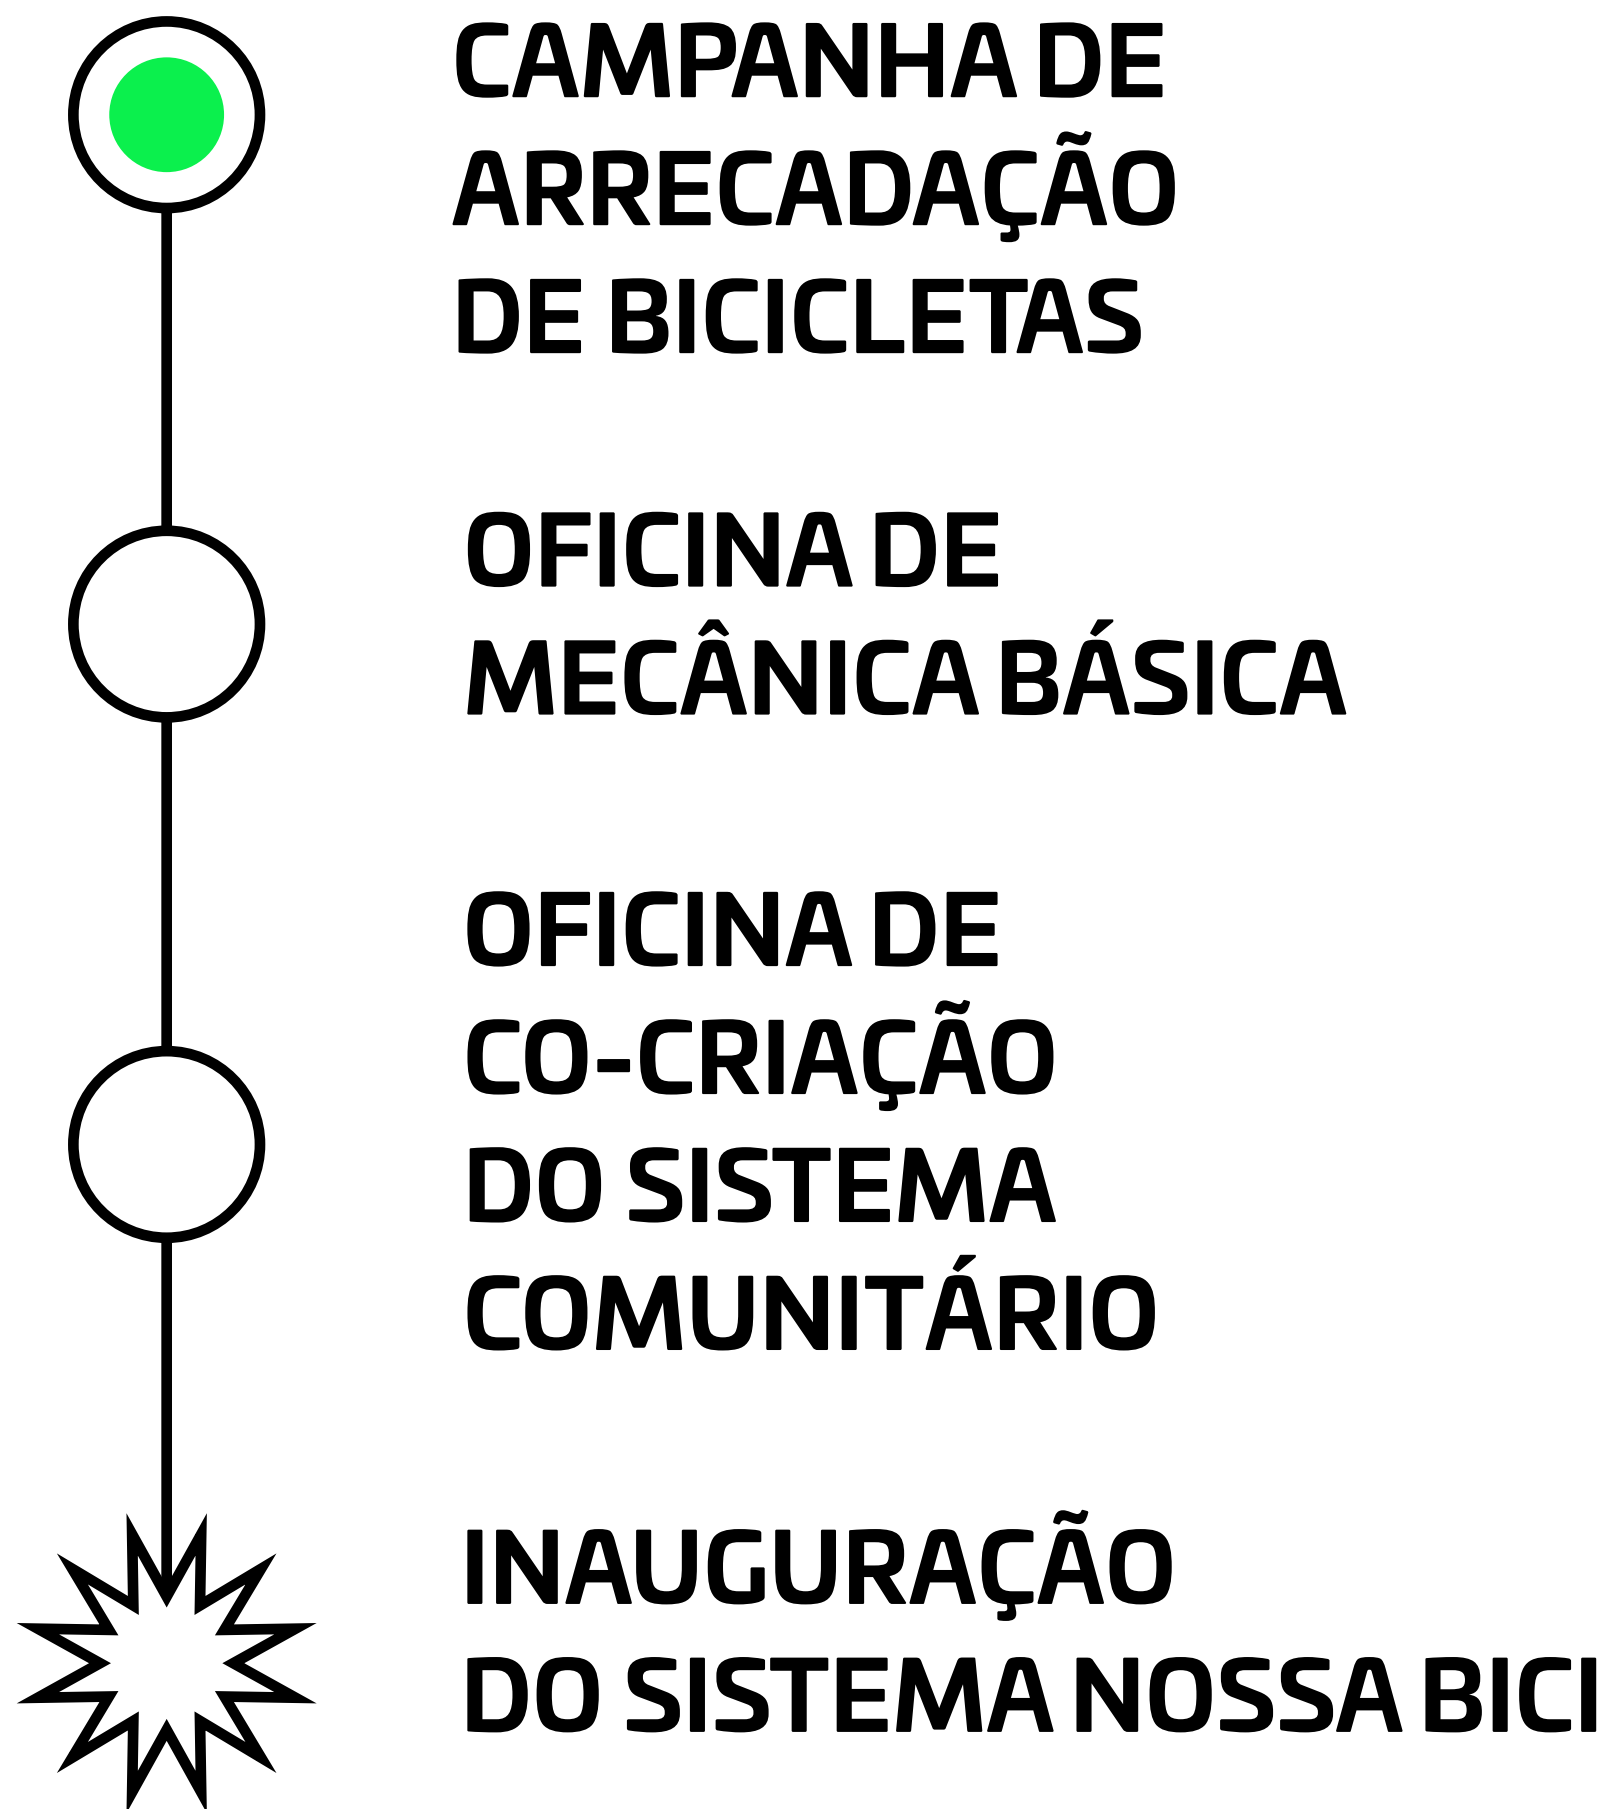 CAMPANHA DE
ARRECADAÇÃO
DE BICICLETAS
OFICINA DE
MECÂNICA BÁSICA
OFICINA DE
CO-CRIAÇÃO
DO SISTEMA
COMUNITÁRIO
INAUGURAÇÃO
DO SISTEMA NOSSA BICI